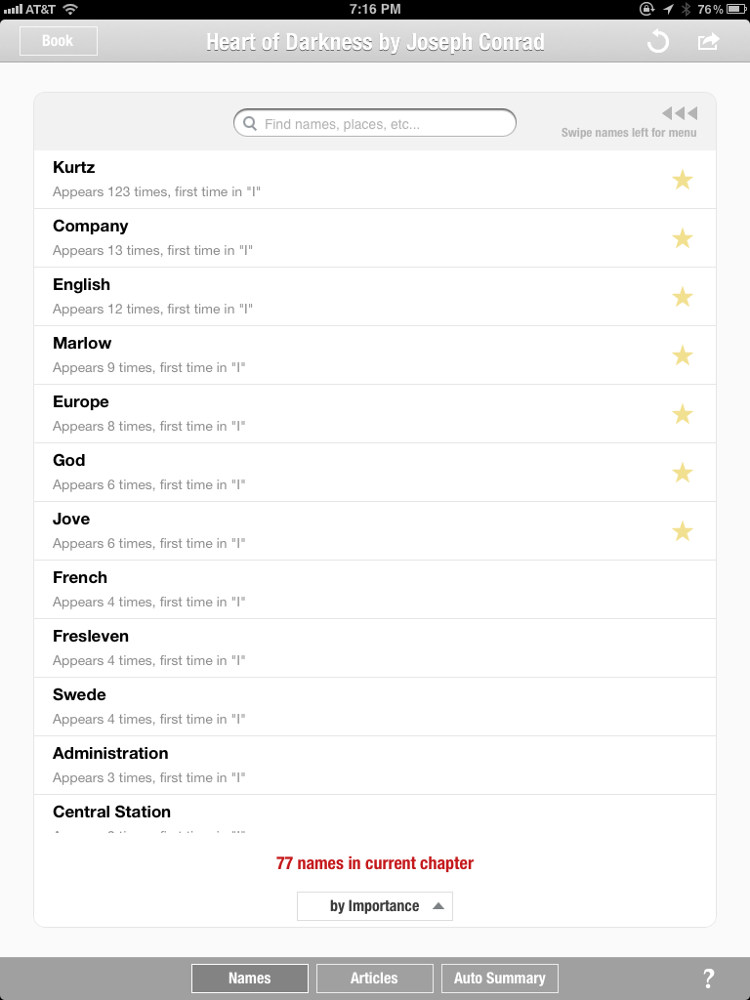 AT&T 7:16 PM 76%
Book Heart of Darkness by Joseph Conrad
Find names, places, etc...
Swipe names left for menu
Kurtz
Appears 123 times, first time in "I"
Company
Appears 13 times, first time in "I"
English
Appears 12 times, first time in "I"
Marlow
Appears 9 times, first time in "I"
Europe
Appears 8 times, first time in "I"
God
Appears 6 times, first time in "I"
Jove
Appears 6 times, first time in "I"
French
Appears 4 times, first time in "I"
Fresleven
Appears 4 times, first time in "I"
Swede
Appears 4 times, first time in "I"
Administration
Appears 3 times, first time in "I"
Central Station
77 names in current chapter
by Importance
Names Articles Auto Summary ?